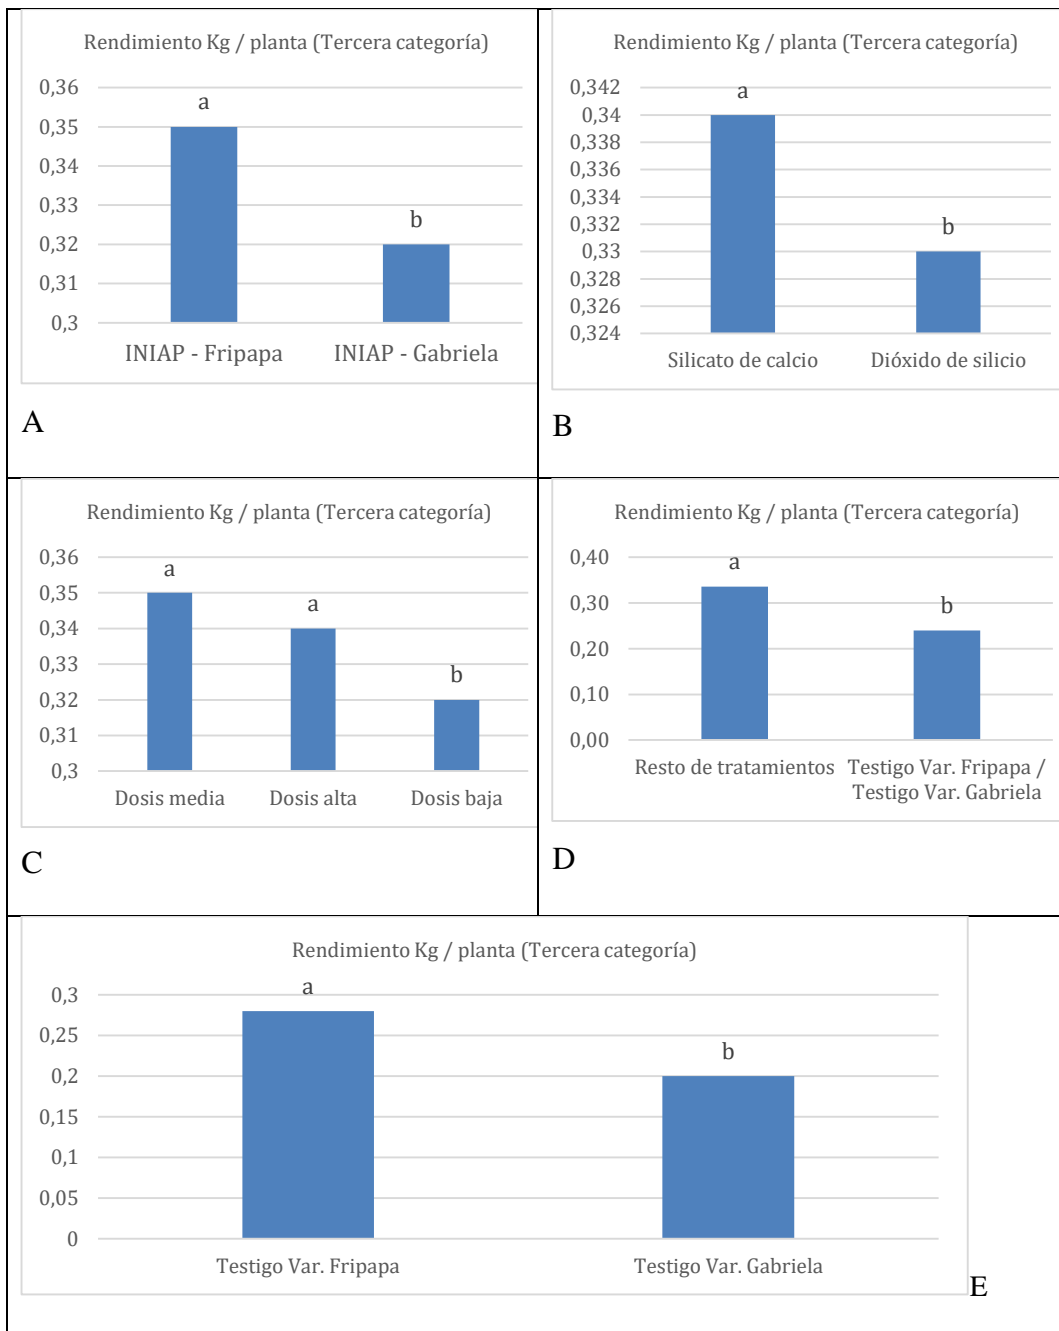 Rendimiento Kg / planta (Tercera categoría)
0,36
0,35
0,34
0,33
0,32
0,31
0,3
a
b
INIAP - Fripapa
INIAP - Gabriela
A
Rendimiento Kg / planta (Tercera categoría)
0,342
0,34
0,338
0,336
0,334
0,332
0,33
0,328
0,326
0,324
a
b
Silicato de calcio
Dióxido de silicio
B
Rendimiento Kg / planta (Tercera categoría)
0,36
0,35
0,34
0,33
0,32
0,31
0,3
a
a
b
Dosis media
Dosis alta
Dosis baja
C
Rendimiento Kg / planta (Tercera categoría)
0,40
0,30
0,20
0,10
0,00
a
b
Resto de tratamientos
Testigo Var. Fripapa /
Testigo Var. Gabriela
D
Rendimiento Kg / planta (Tercera categoría)
0,3
0,25
0,2
0,15
0,1
0,05
0
a
b
Testigo Var. Fripapa
Testigo Var. Gabriela
E